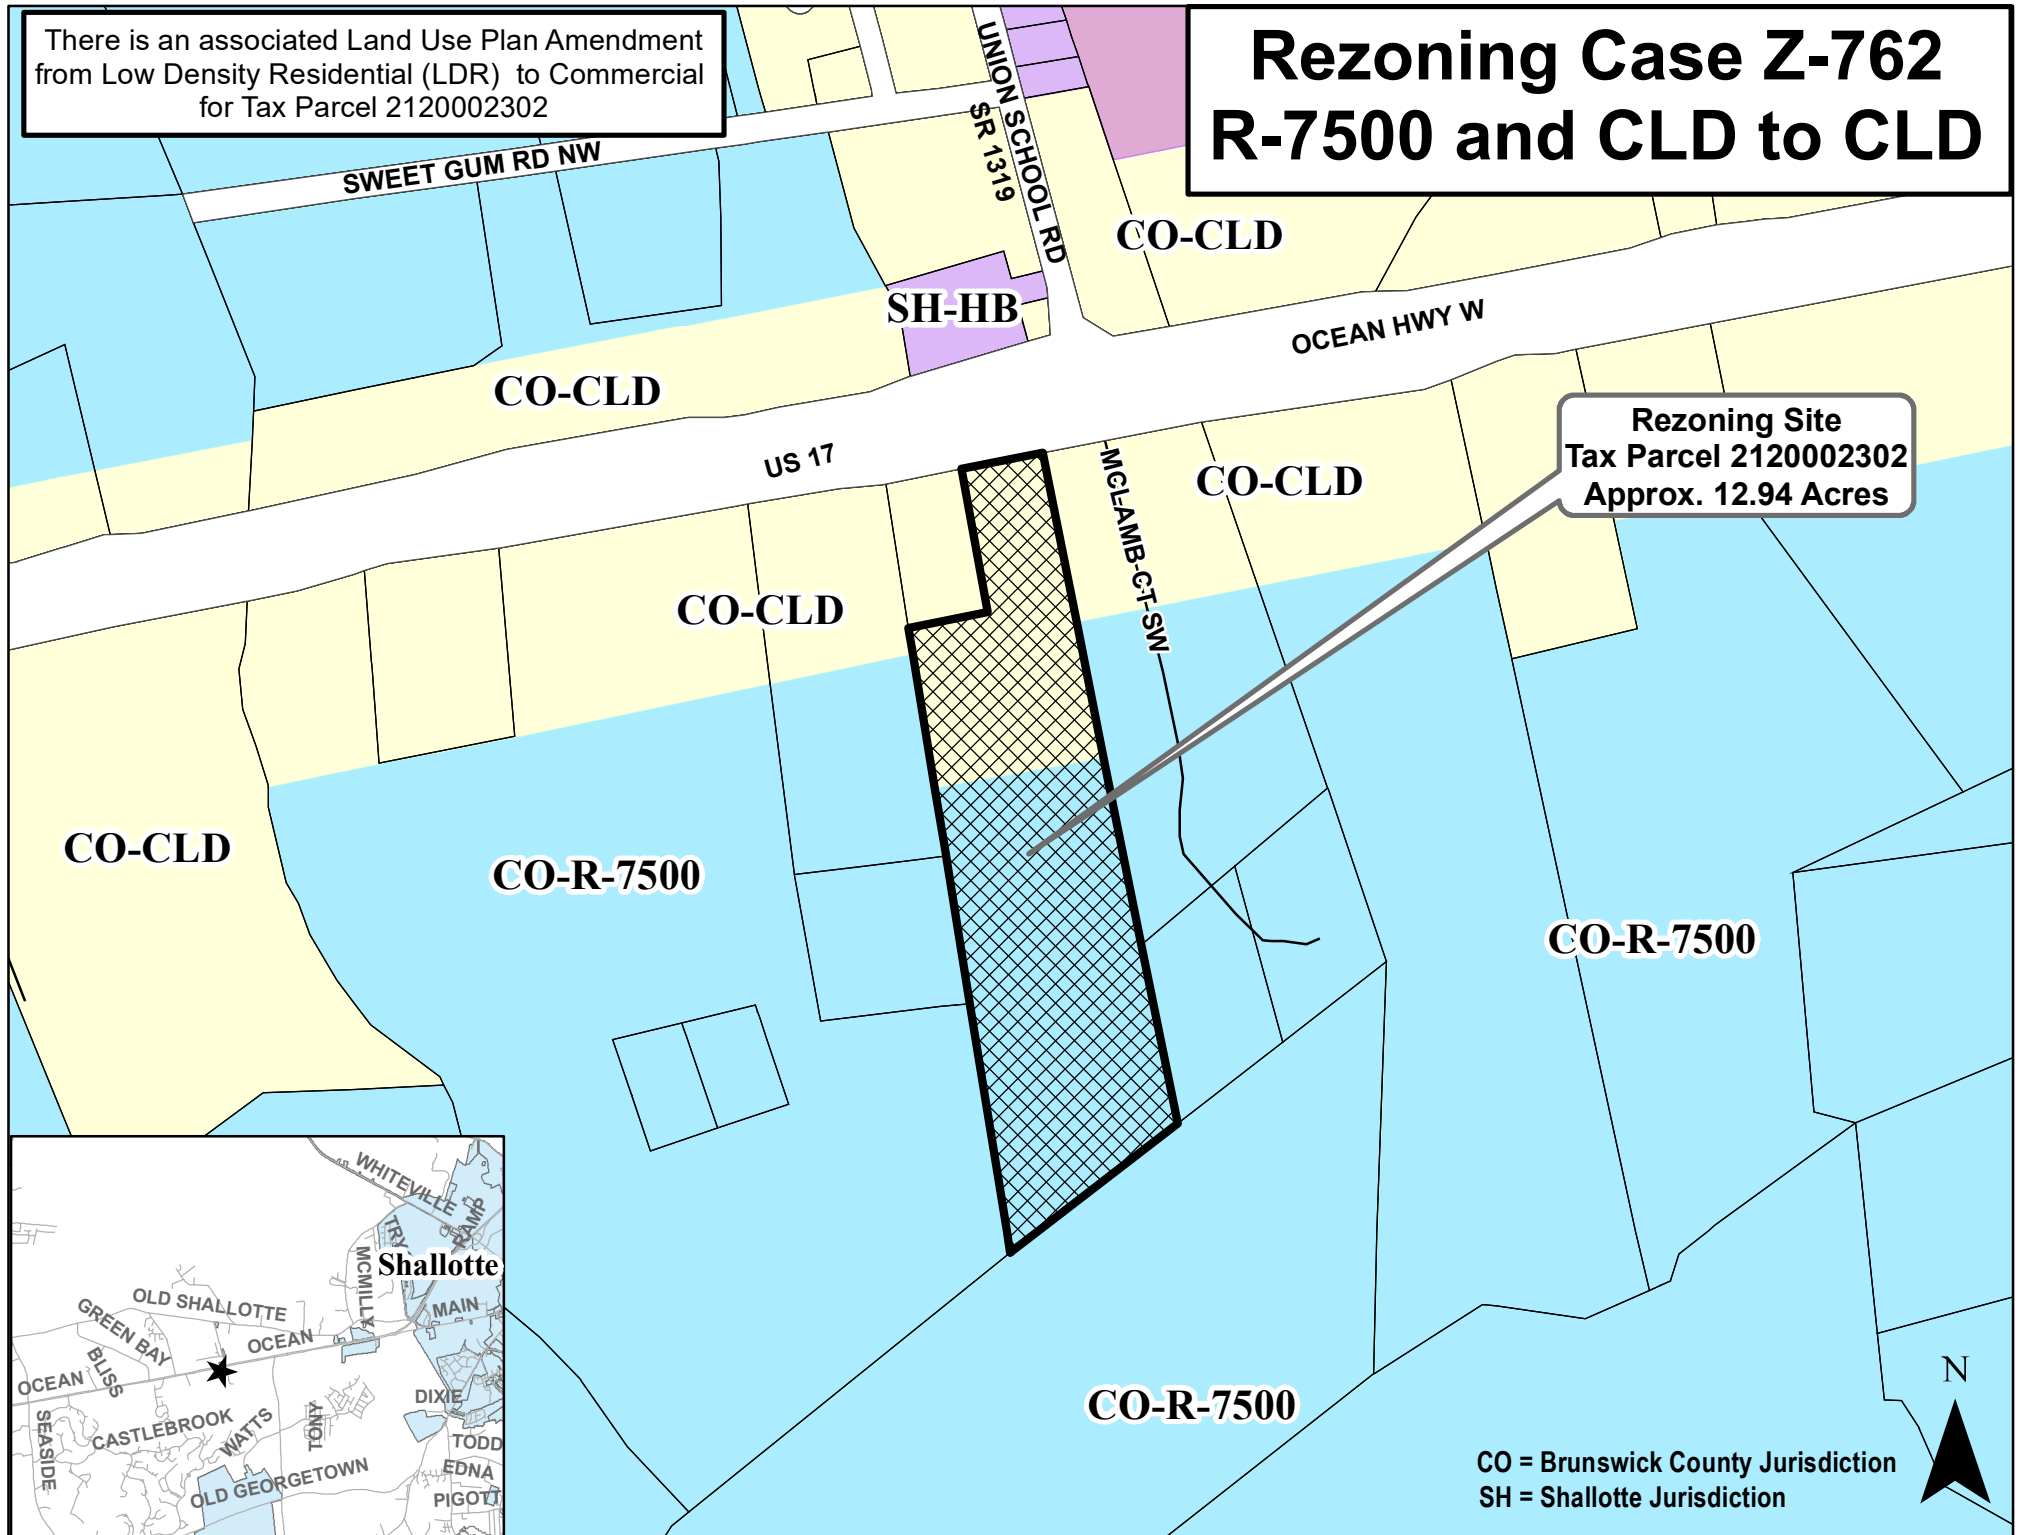 There is an associated Land Use Plan Amendment
from Low Density Residential (LDR) to Commercial
for Tax Parcel 2120002302
Rezoning Case Z-762
R-7500 and CLD to CLD
UNION SCHOOL RD
SR 1319
SWEET GUM RD NW
CO-CLD
SH-HB
OCEAN HWY W
CO-CLD
US 17
Rezoning Site
Tax Parcel 2120002302
Approx. 12.94 Acres
CO-CLD
MCLAMB CT SW
CO-CLD
CO-CLD
CO-R-7500
CO-R-7500
CO-R-7500
WHITEVILLE
RAMP
TRY
MCMILLY
Shallotte
OLD SHALLOTTE
MAIN
GREEN BAY
OCEAN
BLISS
OCEAN
DIXIE
SEASIDE
CASTLEBROOK
WATTS
TONY
TODD
EDNA
OLD GEORGETOWN
PIGOTT
N
CO = Brunswick County Jurisdiction
SH = Shallotte Jurisdiction